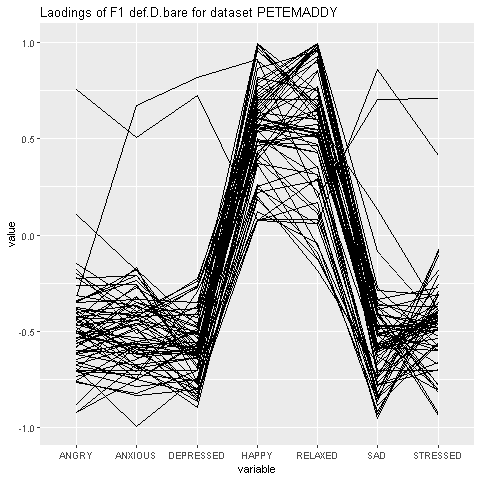 Laodings of F1 def.D.bare for dataset PETEMADDY
1.0
0.5
0.0
-0.5
-1.0
value
ANGRY ANXIOUS DEPRESSED HAPPY RELAXED SAD STRESSED
variable